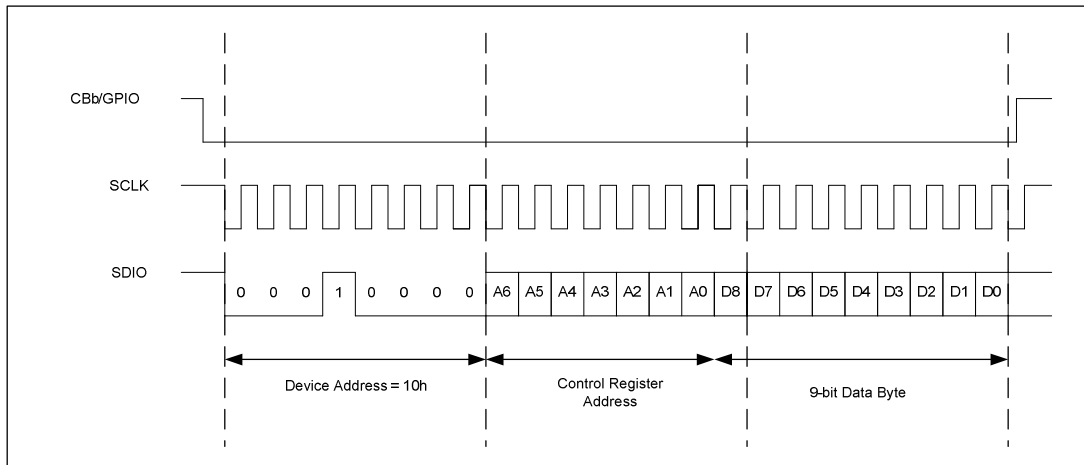 CBb/GPIO
SCLK
SDIO
0 0 0 1 0 0 0 0 A6 A5 A4 A3 A2 A1 A0 D8 D7 D6 D5 D4 D3 D2 D1 D0
Device Address = 10h
Control Register
Address
9-bit Data Byte